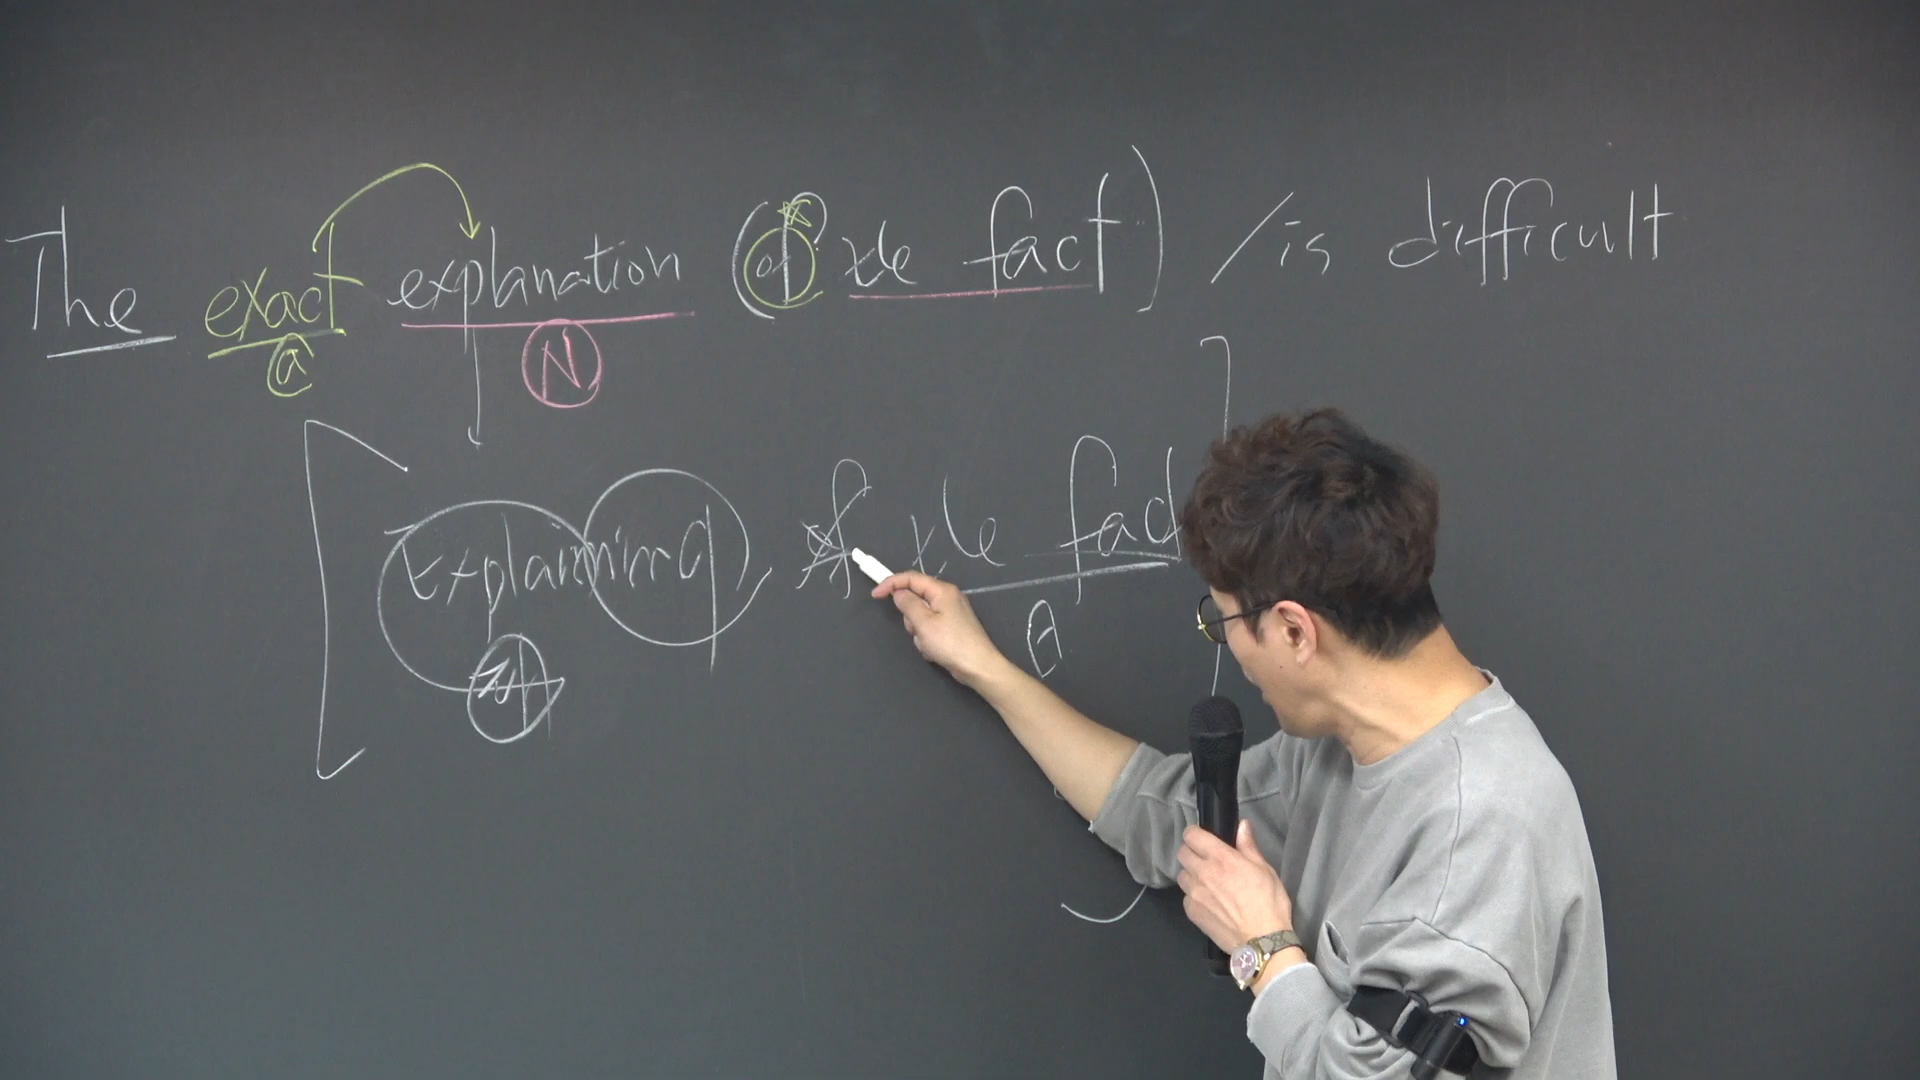 The exact explanation (of the fact) / is difficult
ⓐ Ⓝ
Explaining of the fact